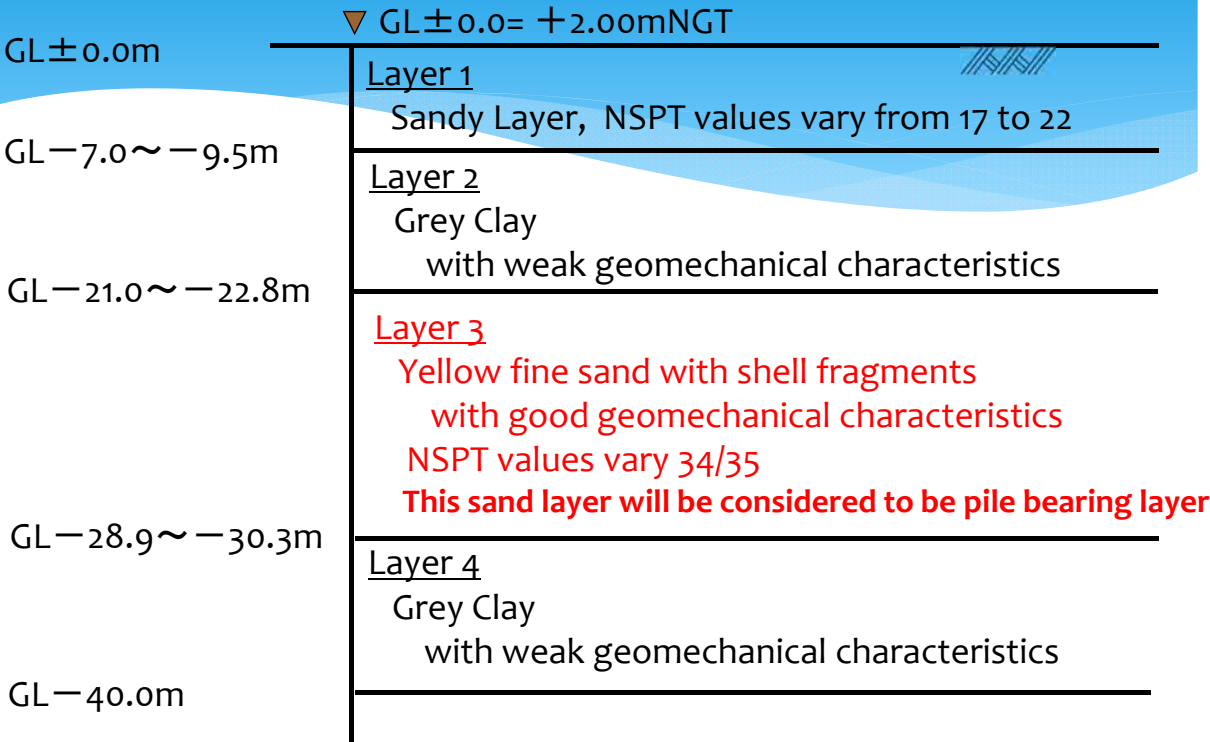 ▼ GL±0.0= ＋2.00mNGT
GL±0.0m
Layer 1
Sandy Layer, NSPT values vary from 17 to 22
GL－7.0～－9.5m
Layer 2
Grey Clay
with weak geomechanical characteristics
GL－21.0～－22.8m
Layer 3
Yellow fine sand with shell fragments
with good geomechanical characteristics
NSPT values vary 34/35
This sand layer will be considered to be pile bearing layer
GL－28.9～－30.3m
Layer 4
Grey Clay
with weak geomechanical characteristics
GL－40.0m